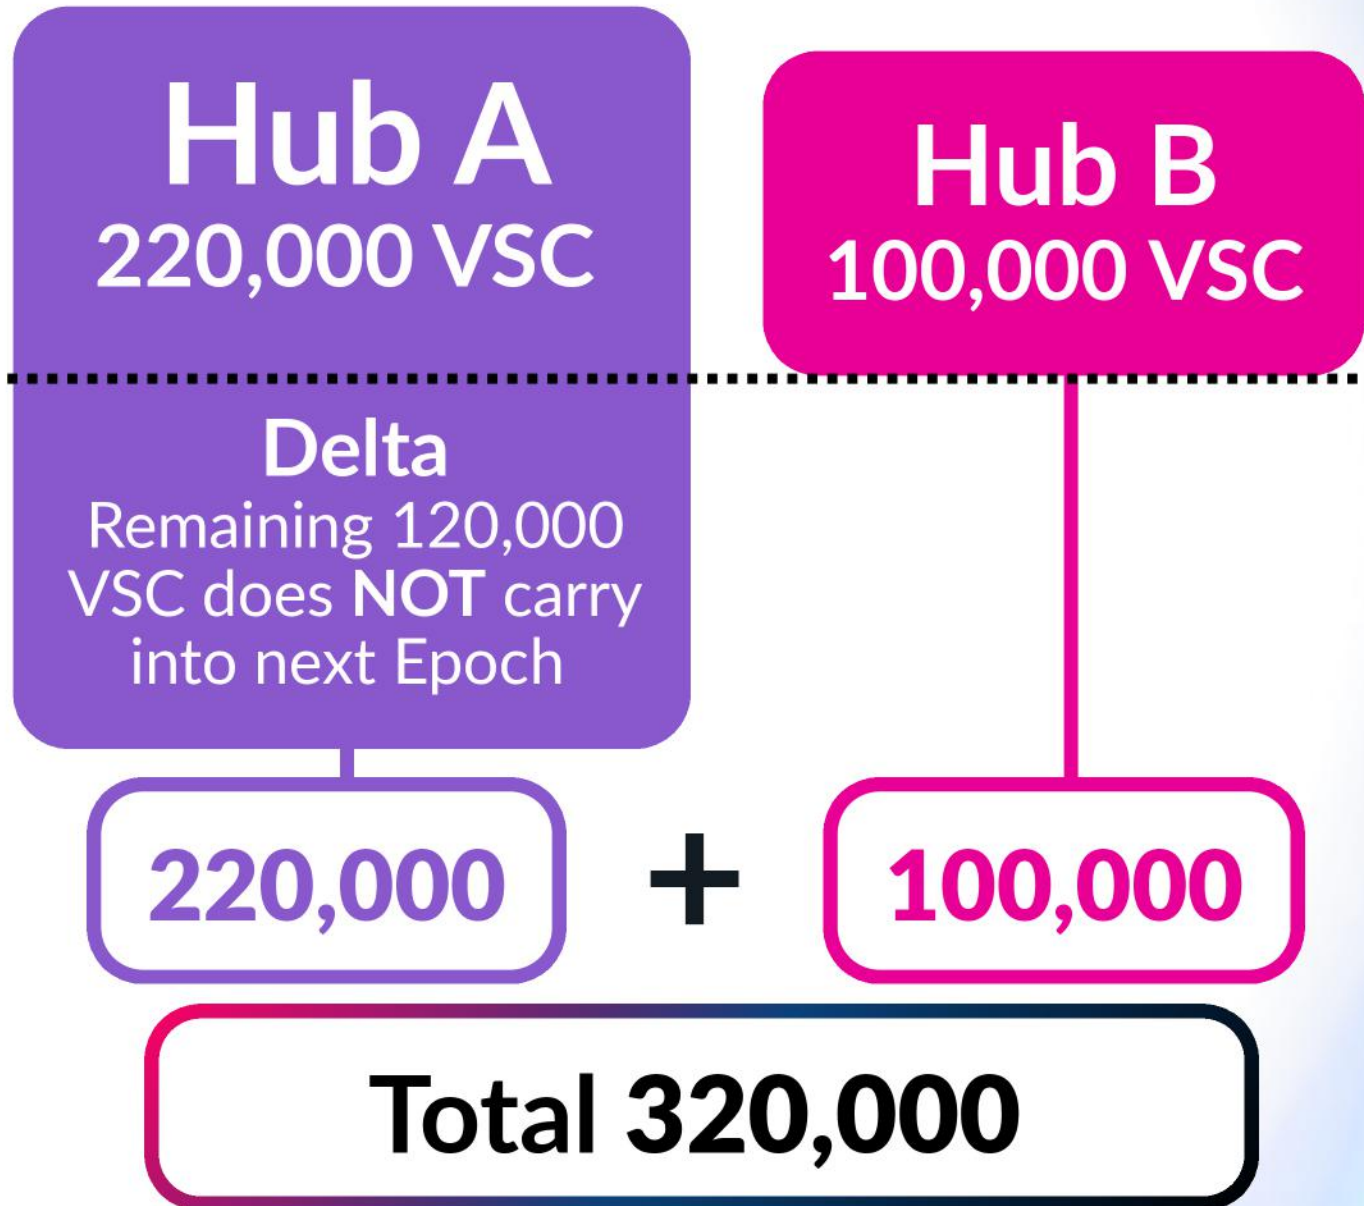 Hub A
220,000 VSC
Hub B
100,000 VSC
Delta
Remaining 120,000
VSC does NOT carry
into next Epoch
220,000
+
100,000
Total 320,000